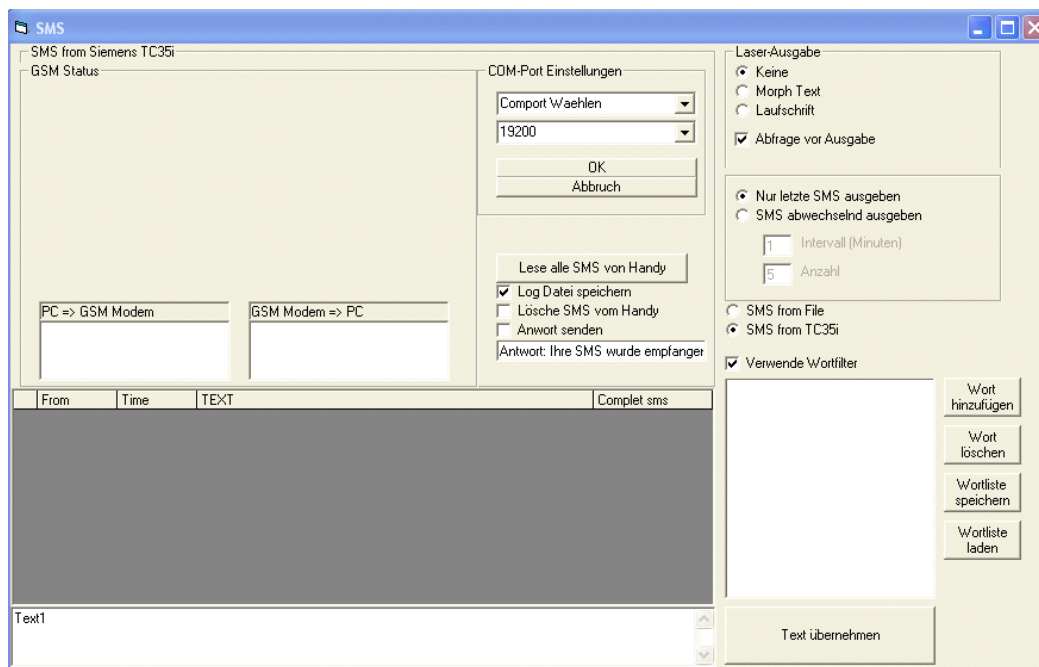 SMS
SMS from Siemens TC35i
GSM Status
PC => GSM Modem
GSM Modem => PC
COM-Port Einstellungen
Comport Waehlen
19200
OK
Abbruch
Lese alle SMS von Handy
Log Datei speichern
Lösche SMS vom Handy
Anwort senden
Antwort: Ihre SMS wurde empfangen
From Time TEXT Complet sms
Text1
Laser-Ausgabe
Keine
Morph Text
Laufschrift
Abfrage vor Ausgabe
Nur letzte SMS ausgeben
SMS abwechselnd ausgeben
1 Intervall (Minuten)
5 Anzahl
SMS from File
SMS from TC35i
Verwende Wortfilter
Wort
hinzufügen
Wort
löschen
Wortliste
speichern
Wortliste
laden
Text übernehmen